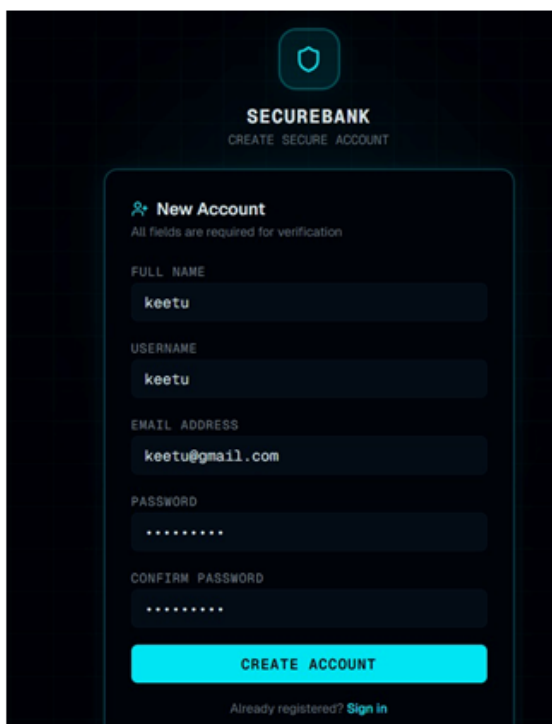 SECUREBANK
CREATE SECURE ACCOUNT
New Account
All fields are required for verification
FULL NAME
keetu
USERNAME
keetu
EMAIL ADDRESS
keetu@gmail.com
PASSWORD
•••••••••
CONFIRM PASSWORD
•••••••••
CREATE ACCOUNT
Already registered? Sign in